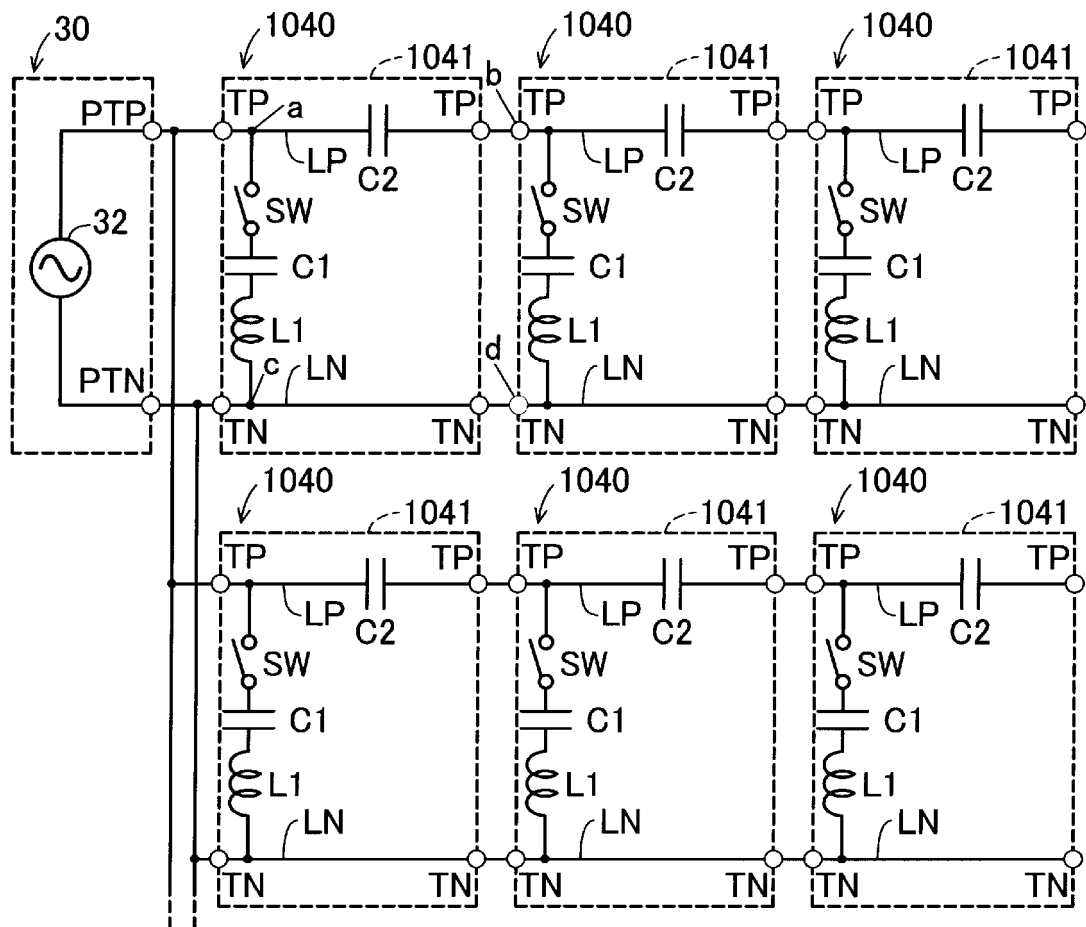 30 1040 1040 1040
1041 1041 1041
b
PTP TP TP TP TP TP TP
a
LP LP LP
C2 C2 C2
SW SW SW
32
C1 C1 C1
L1 L1 L1
d
c
LN LN LN
PTN
TN TN TN TN TN TN
1040 1040 1040
1041 1041 1041
TP TP TP TP TP TP
LP LP LP
C2 C2 C2
SW SW SW
C1 C1 C1
L1 L1 L1
LN LN LN
TN TN TN TN TN TN